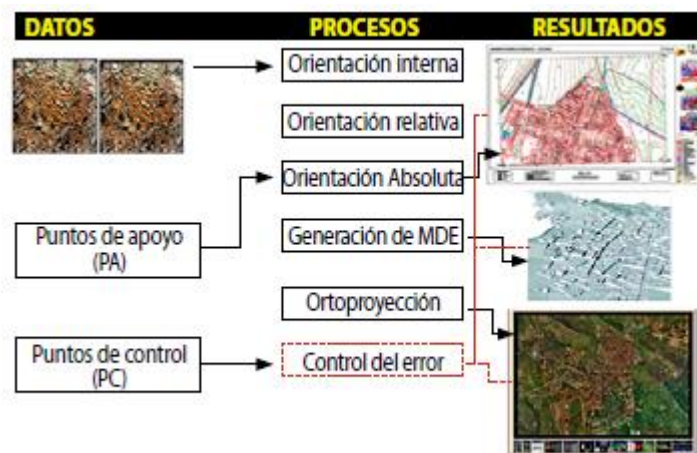 DATOS
PROCESOS
RESULTADOS
Orientación interna
Orientación relativa
Orientación Absoluta
Puntos de apoyo
(PA)
Generación de MDE
Ortoproyección
Puntos de control
(PC)
Control del error